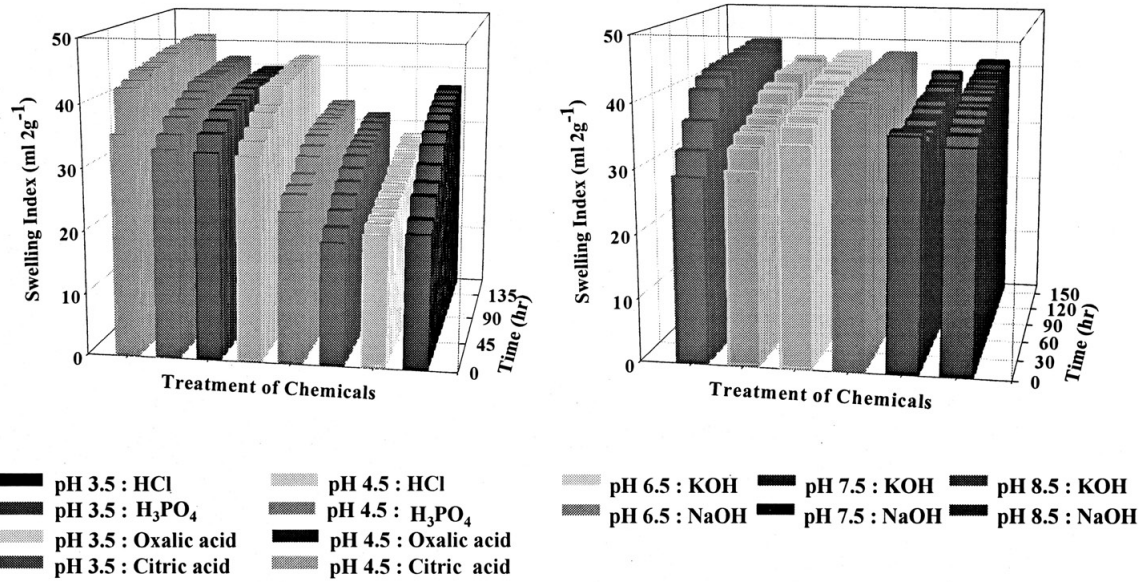 50
40
30
20
10
0
Swelling Index (ml 2g⁻¹)
Treatment of Chemicals
135
90
45
0
Time (hr)
50
40
30
20
10
0
Swelling Index (ml 2g⁻¹)
Treatment of Chemicals
150
120
90
60
30
0
Time (hr)
pH 3.5 : HCl
pH 3.5 : H₃PO₄
pH 3.5 : Oxalic acid
pH 3.5 : Citric acid
pH 4.5 : HCl
pH 4.5 : H₃PO₄
pH 4.5 : Oxalic acid
pH 4.5 : Citric acid
pH 6.5 : KOH
pH 6.5 : NaOH
pH 7.5 : KOH
pH 7.5 : NaOH
pH 8.5 : KOH
pH 8.5 : NaOH